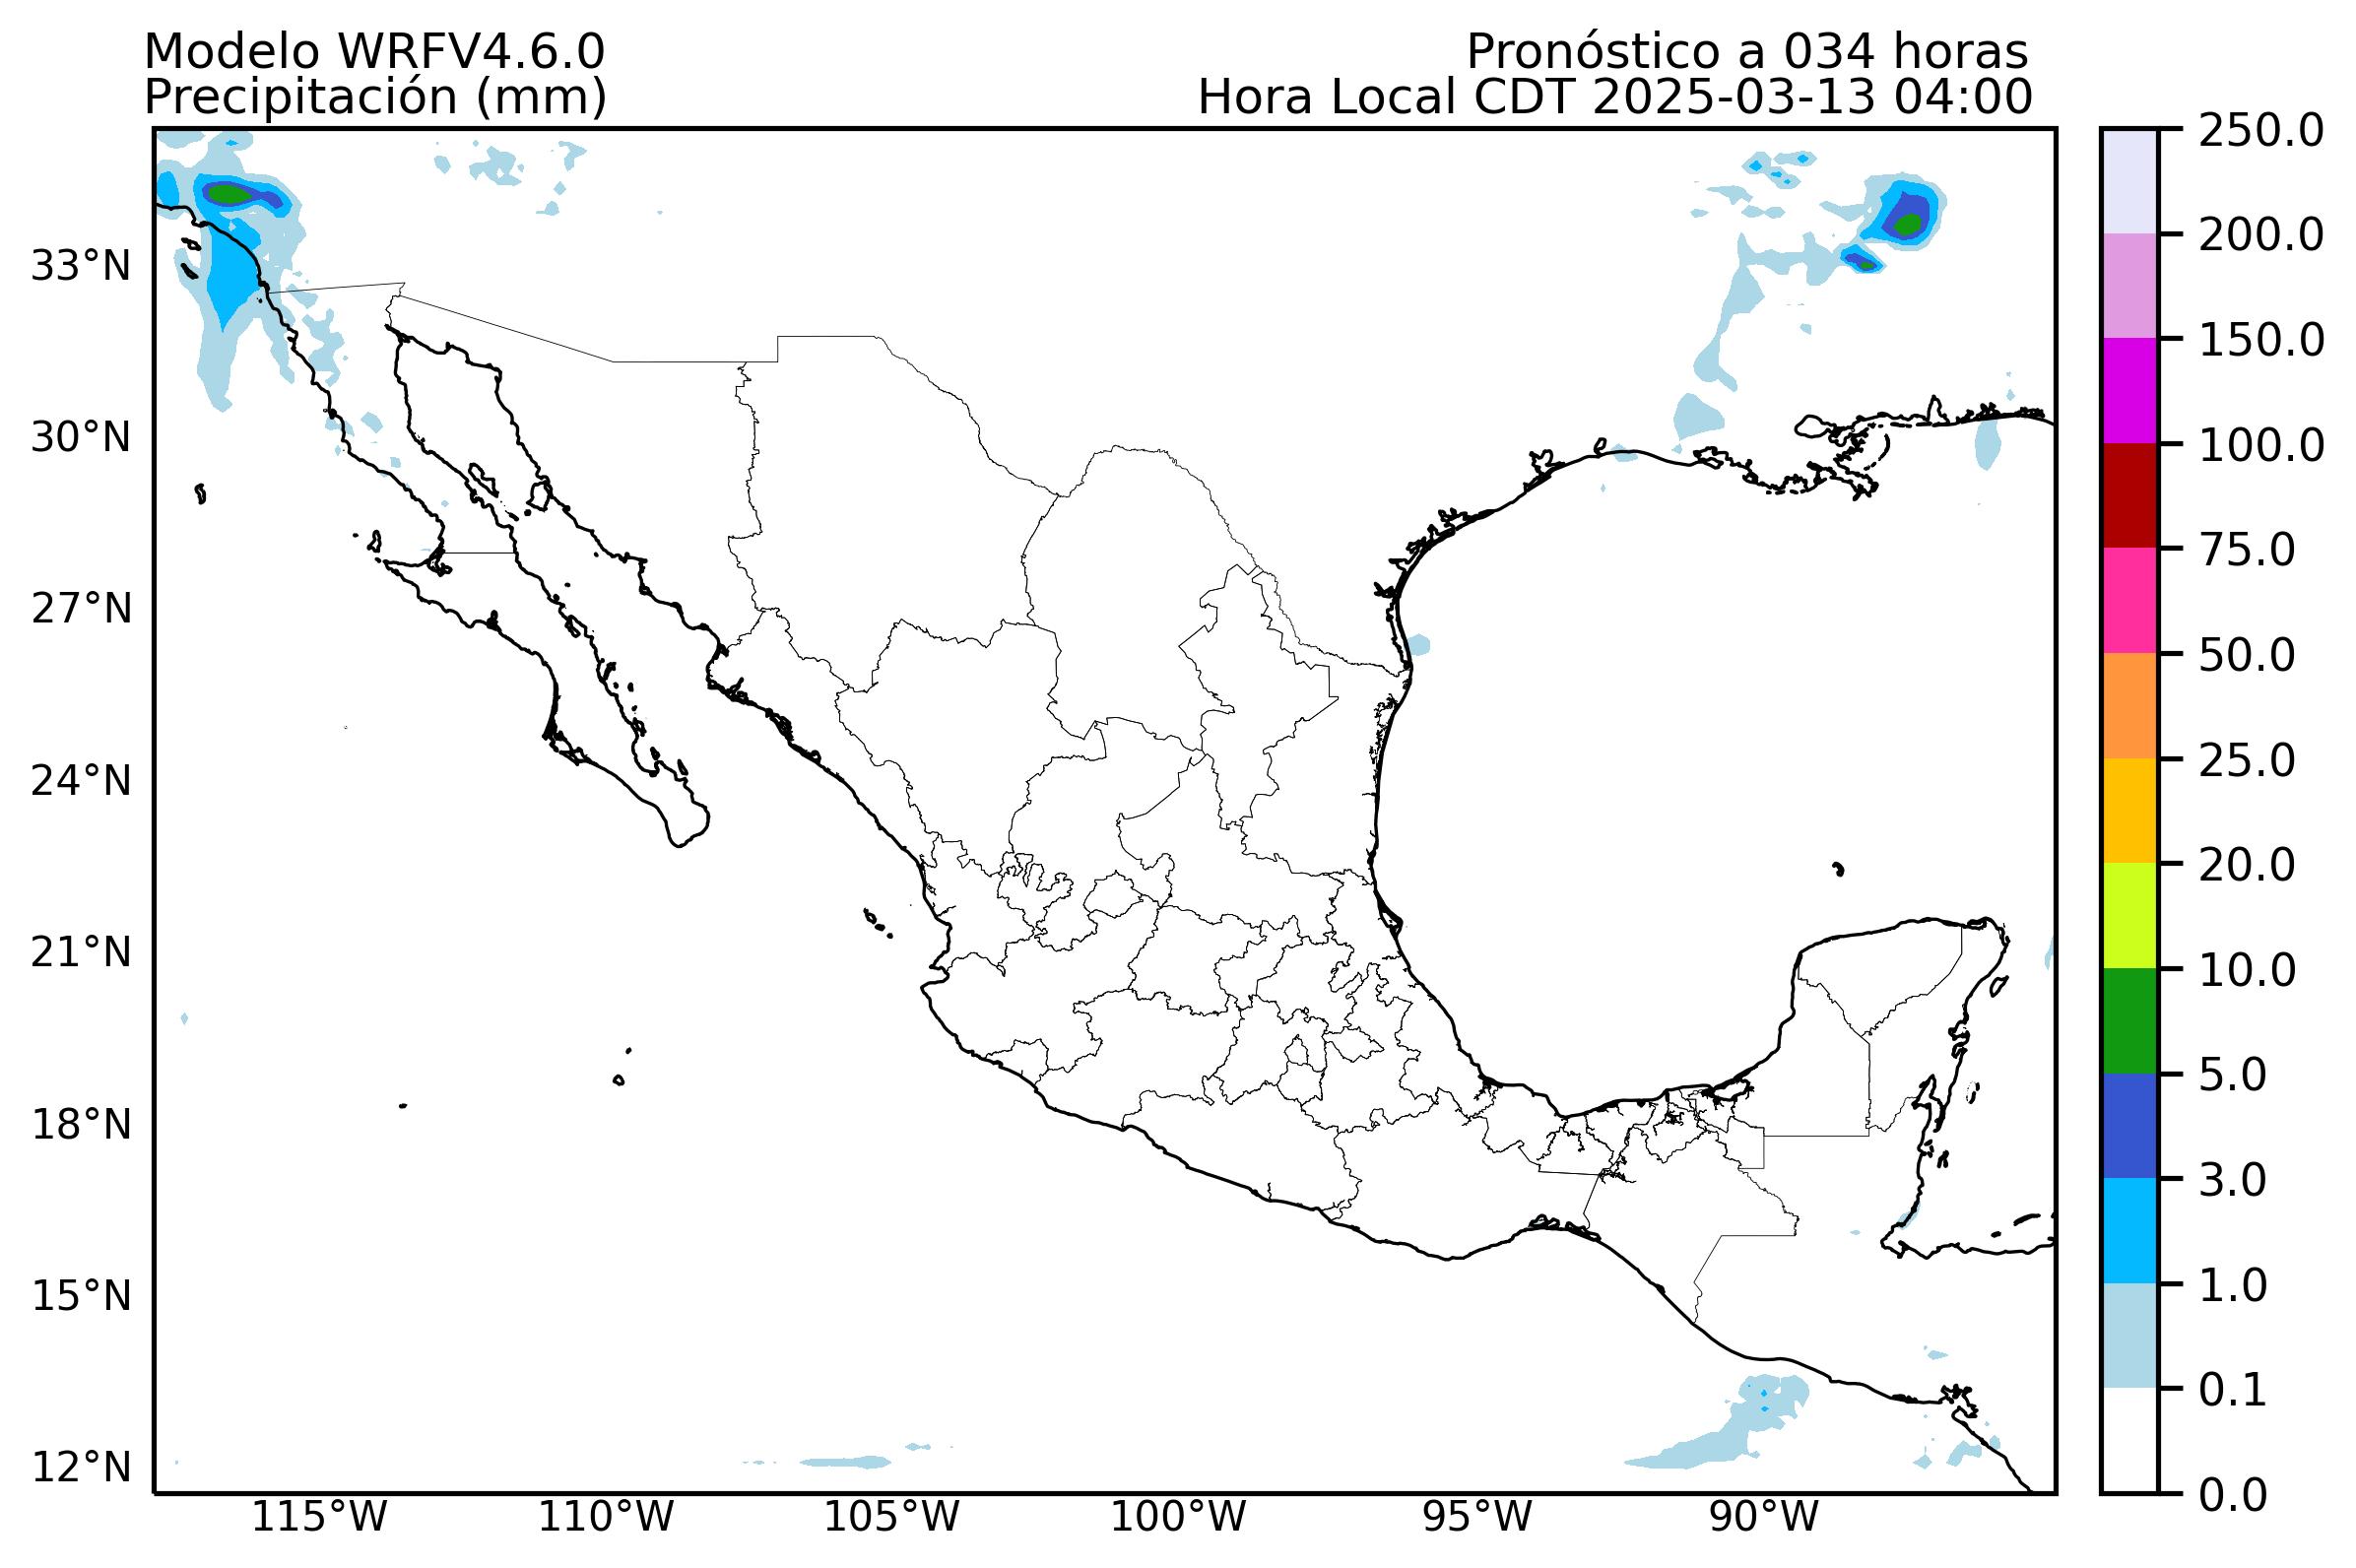 Modelo WRFV4.6.0
Precipitación (mm)
Pronóstico a 034 horas
Hora Local CDT 2025-03-13 04:00
33°N
30°N
27°N
24°N
21°N
18°N
15°N
12°N
115°W
110°W
105°W
100°W
95°W
90°W
250.0
200.0
150.0
100.0
75.0
50.0
25.0
20.0
10.0
5.0
3.0
1.0
0.1
0.0